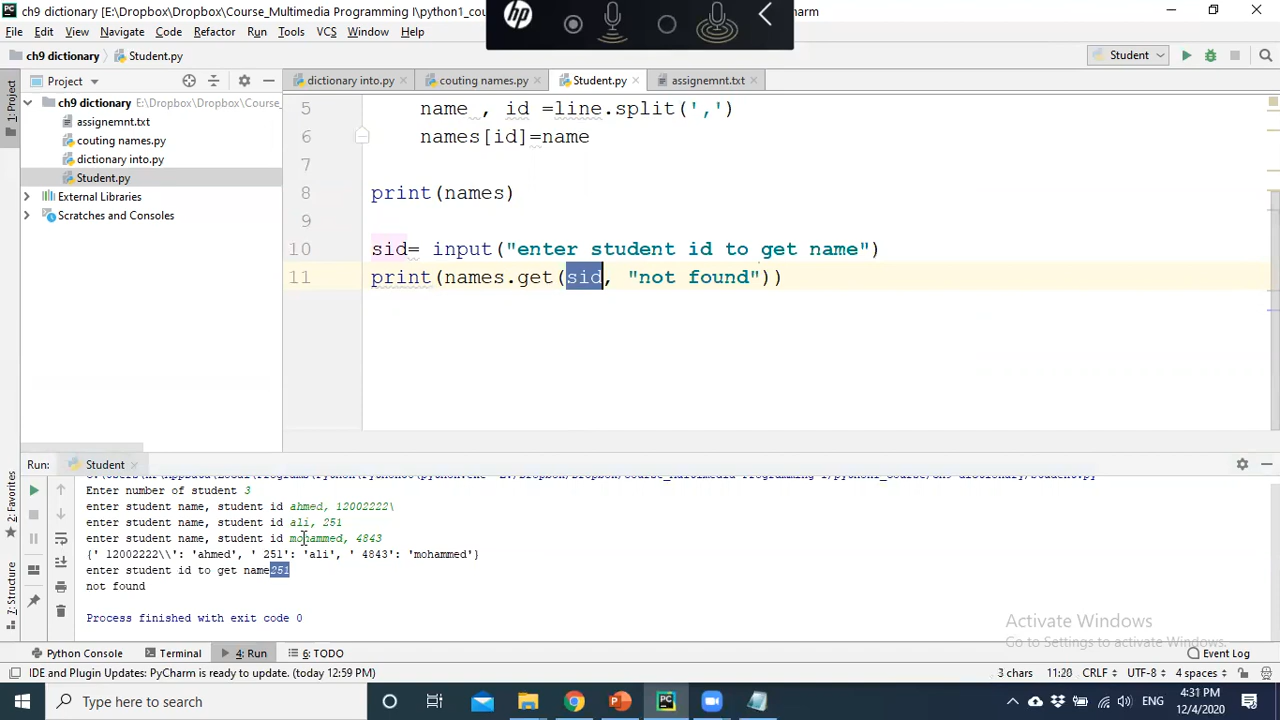 ch9 dictionary [E:\Dropbox\Dropbox\Course_Multimedia Programming I\python1_cou
arm
hp
File Edit View Navigate Code Refactor Run Tools VCS Window Help
ch9 dictionary Student.py
Student
Project
dictionary into.py couting names.py Student.py assignemnt.txt
ch9 dictionary E:\Dropbox\Dropbox\Course_
assignemnt.txt
couting names.py
dictionary into.py
Student.py
External Libraries
Scratches and Consoles
1: Project
5 name , id =line.split(',')
6 names[id]=name
7
8 print(names)
9
10 sid= input("enter student id to get name")
11 print(names.get(sid, "not found"))
Run: Student
Enter number of student 3
enter student name, student id ahmed, 12002222\
enter student name, student id ali, 251
enter student name, student id mohammed, 4843
{' 12002222\\': 'ahmed', ' 251': 'ali', ' 4843': 'mohammed'}
enter student id to get name251
not found
Process finished with exit code 0
2: Favorites
7: Structure
Activate Windows
Go to Settings to activate Windows.
Python Console Terminal 4: Run 6: TODO Event Log
IDE and Plugin Updates: PyCharm is ready to update. (today 12:59 PM) 3 chars 11:20 CRLF UTF-8 4 spaces
Type here to search
ENG
4:31 PM
12/4/2020